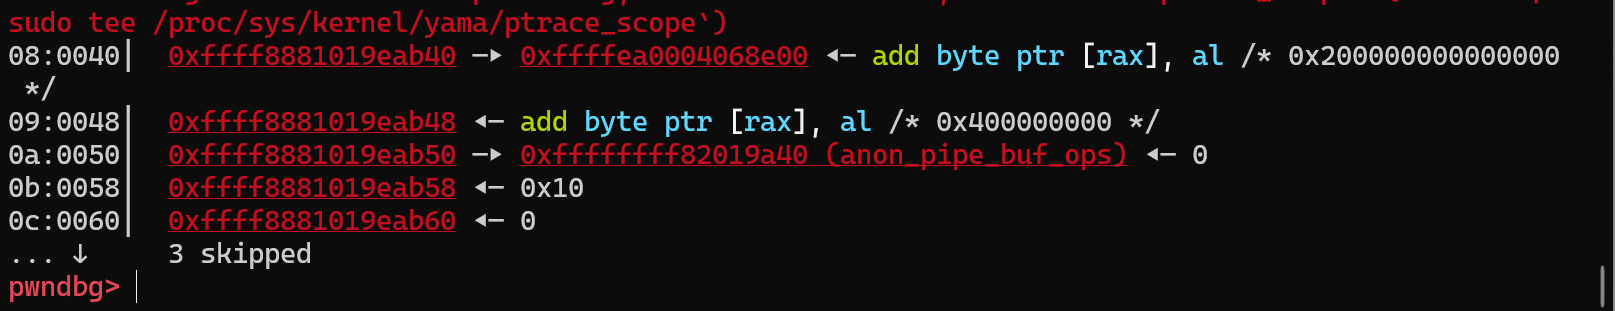 sudo tee /proc/sys/kernel/yama/ptrace_scope`)
08:0040│ 0xffff8881019eab40 —▸ 0xffffea0004068e00 ◂— add byte ptr [rax], al /* 0x200000000000000
*/
09:0048│ 0xffff8881019eab48 ◂— add byte ptr [rax], al /* 0x400000000 */
0a:0050│ 0xffff8881019eab50 —▸ 0xffffffff82019a40 (anon_pipe_buf_ops) ◂— 0
0b:0058│ 0xffff8881019eab58 ◂— 0x10
0c:0060│ 0xffff8881019eab60 ◂— 0
... ↓ 3 skipped
pwndbg>